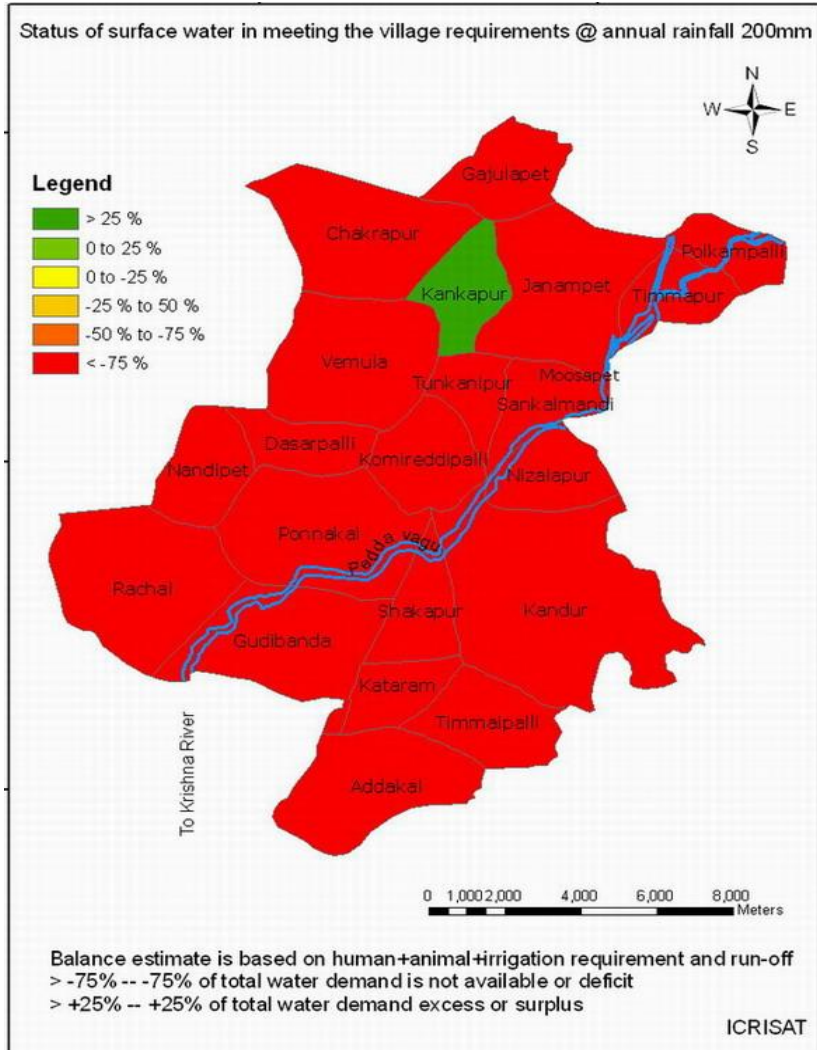 Status of surface water in meeting the village requirements @ annual rainfall 200mm
N
W E
S
Legend
> 25 %
0 to 25 %
0 to -25 %
-25 % to 50 %
-50 % to -75 %
< -75 %
Gajulapet
Chakrapur
Polkampalli
Kankapur
Janampet
Timmapur
Vemula
Tunkanipur
Moosapet
Sankalmandi
Dasarpalli
Komireddipalli
Nandipet
Nizalapur
Ponnakal
Pedda vagu
Rachal
Shakapur
Kandur
Gudibanda
Kataram
Timmaipalli
Addakal
To Krishna River
0 1,000 2,000 4,000 6,000 8,000
Meters
Balance estimate is based on human+animal+irrigation requirement and run-off
> -75% -- -75% of total water demand is not available or deficit
> +25% -- +25% of total water demand excess or surplus
ICRISAT